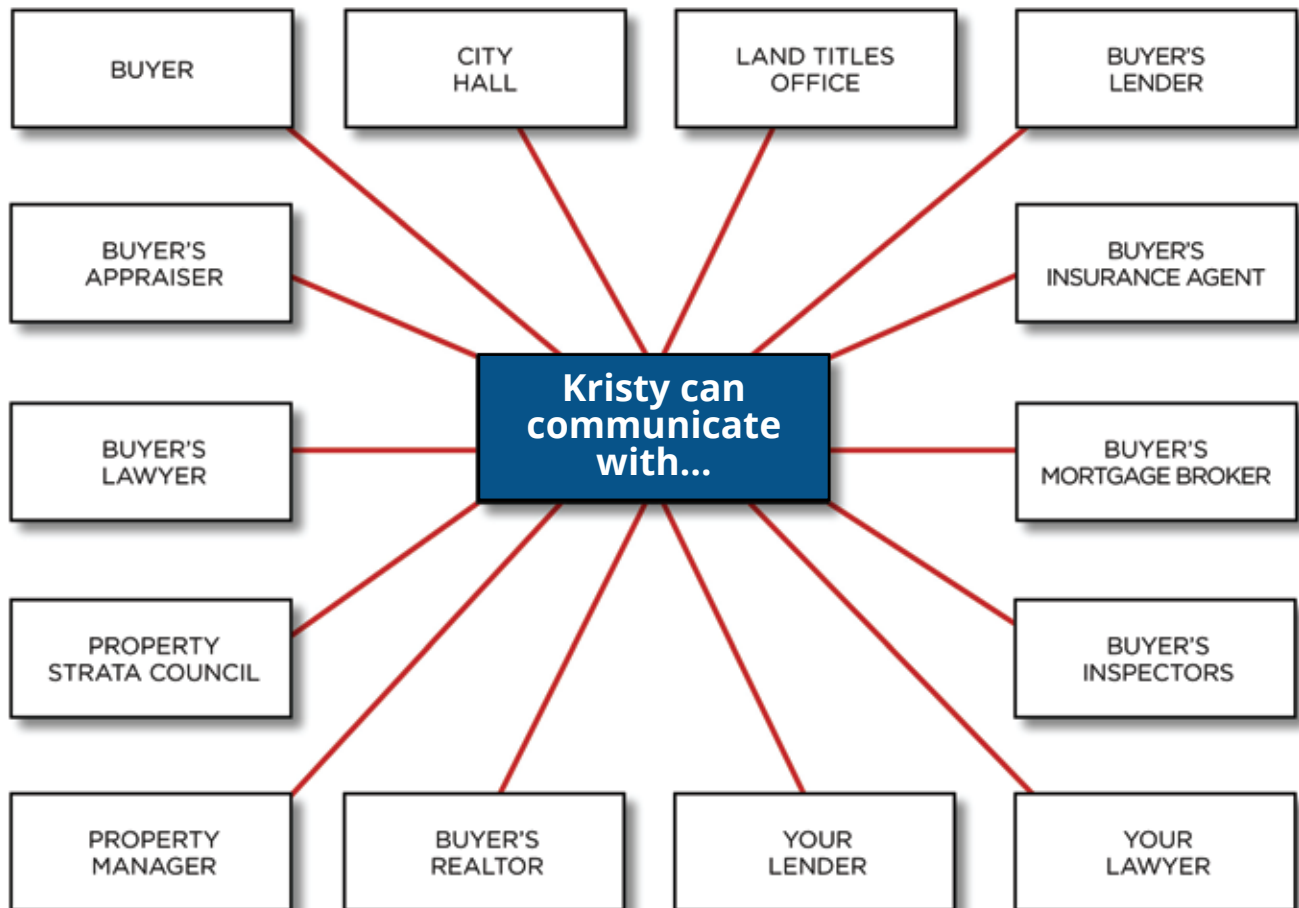 BUYER
CITY
HALL
LAND TITLES
OFFICE
BUYER'S
LENDER
BUYER'S
APPRAISER
BUYER'S
INSURANCE AGENT
Kristy can
communicate
with...
BUYER'S
LAWYER
BUYER'S
MORTGAGE BROKER
PROPERTY
STRATA COUNCIL
BUYER'S
INSPECTORS
PROPERTY
MANAGER
BUYER'S
REALTOR
YOUR
LENDER
YOUR
LAWYER